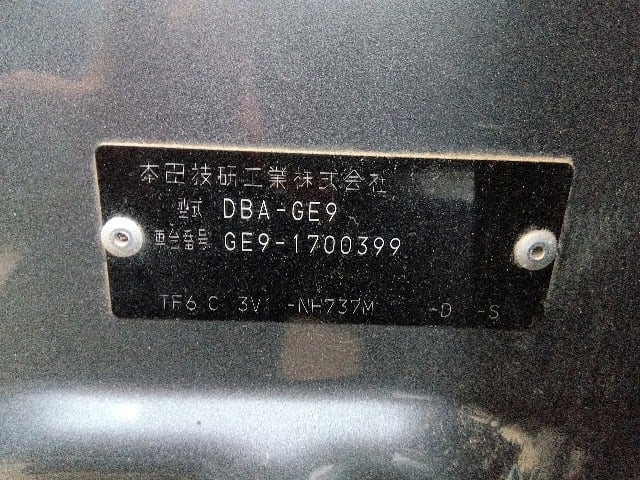 本田技研工業株式会社
型式 DBA-GE9
車台番号 GE9-1700399
TF6 C 3V1 -NH737M -D -S